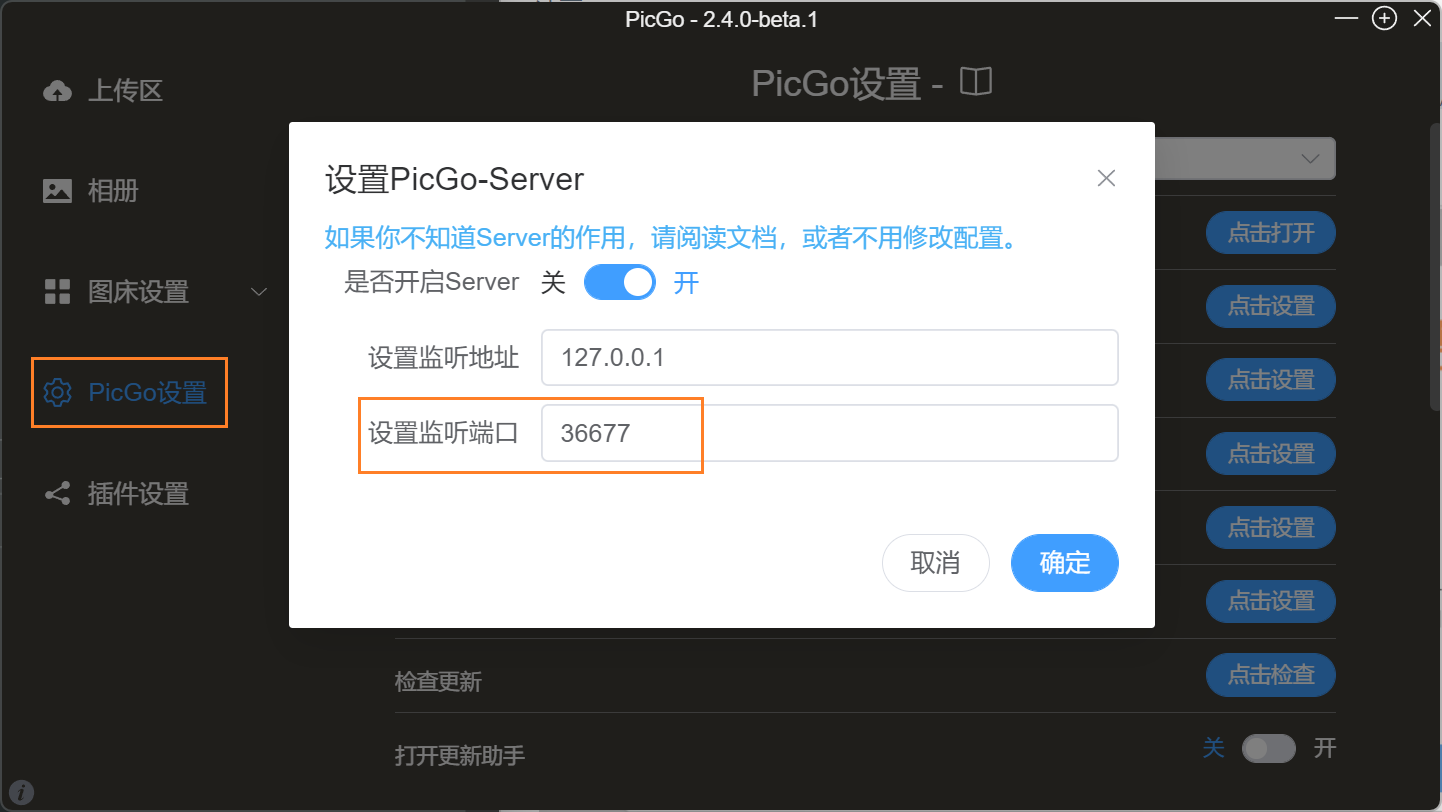 PicGo - 2.4.0-beta.1
上传区
相册
图床设置
PicGo设置
插件设置
PicGo设置 -
设置PicGo-Server
如果你不知道Server的作用，请阅读文档，或者不用修改配置。
是否开启Server 关 开
设置监听地址 127.0.0.1
设置监听端口 36677
取消 确定
点击打开
点击设置
点击设置
点击设置
点击设置
点击设置
检查更新 点击检查
打开更新助手 关 开